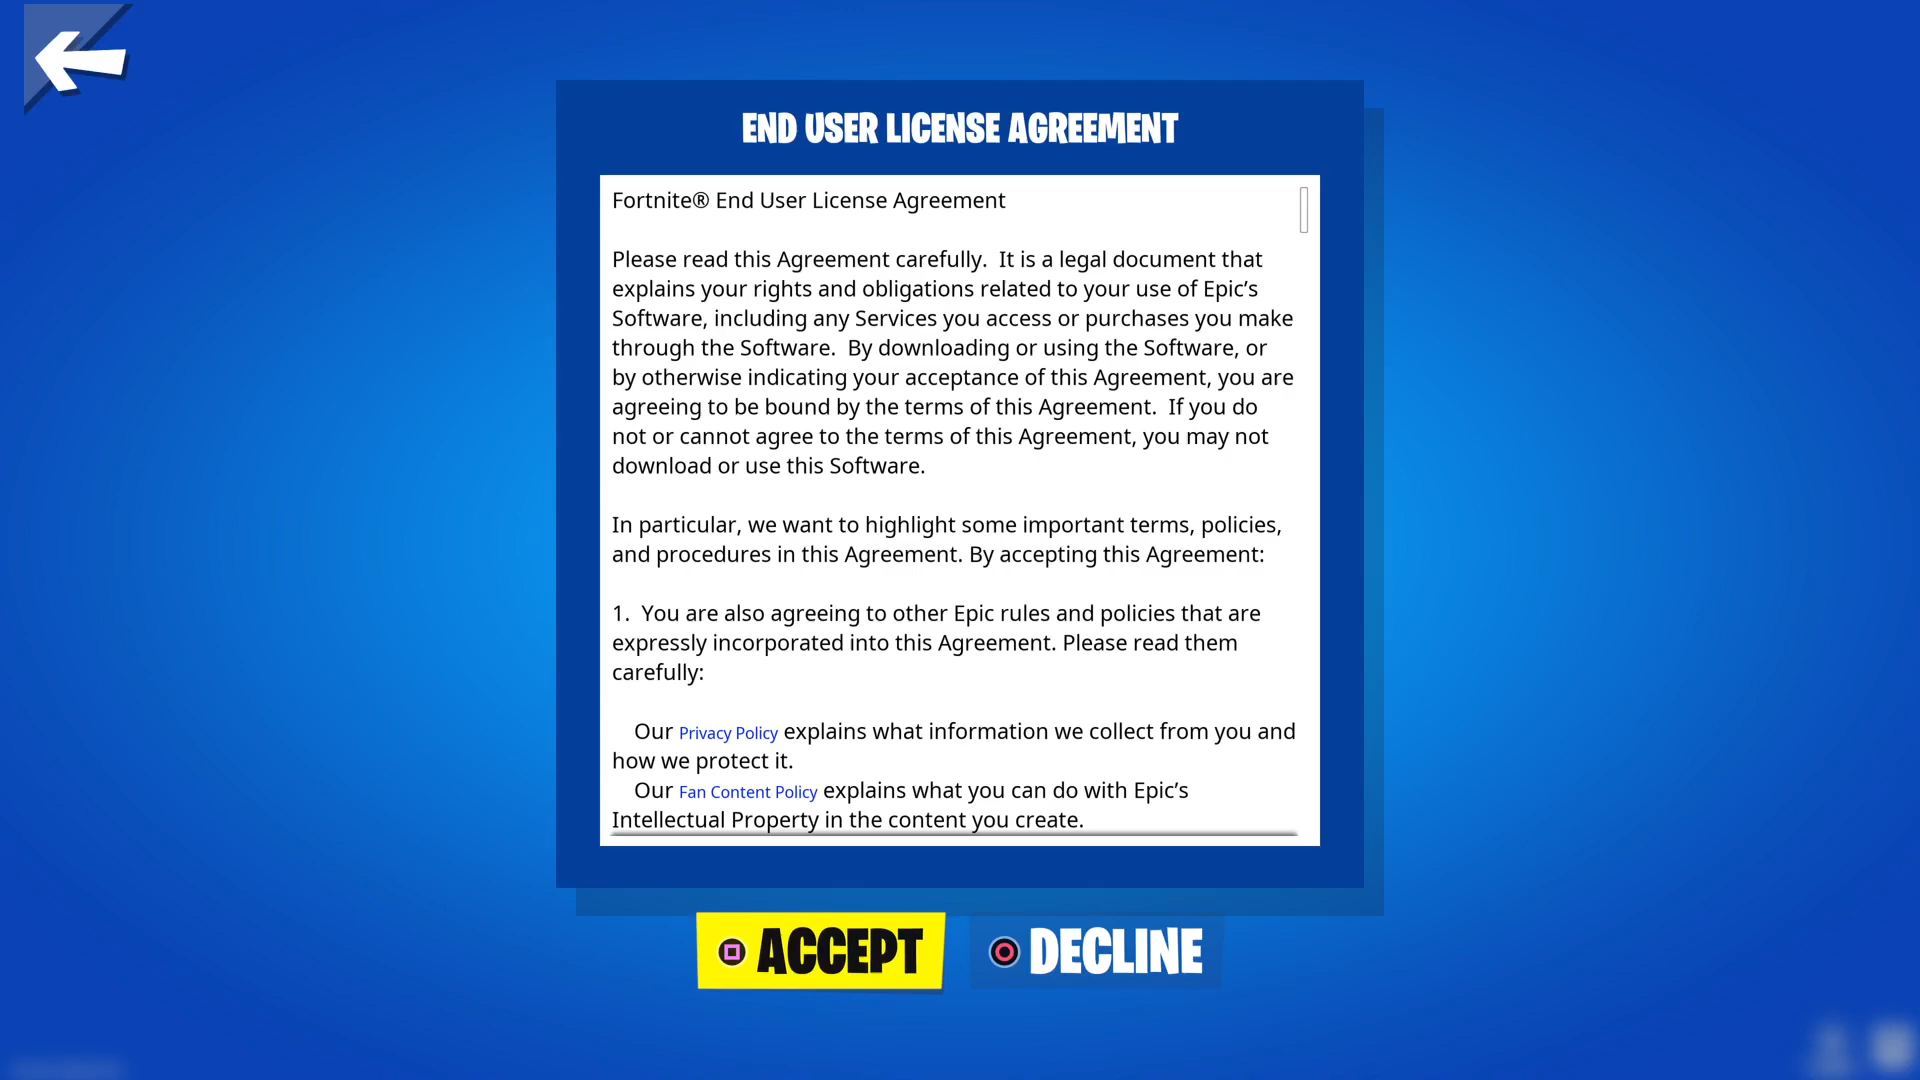 END USER LICENSE AGREEMENT
Fortnite® End User License Agreement
Please read this Agreement carefully.  It is a legal document that
explains your rights and obligations related to your use of Epic’s
Software, including any Services you access or purchases you make
through the Software.  By downloading or using the Software, or
by otherwise indicating your acceptance of this Agreement, you are
agreeing to be bound by the terms of this Agreement.  If you do
not or cannot agree to the terms of this Agreement, you may not
download or use this Software.
In particular, we want to highlight some important terms, policies,
and procedures in this Agreement. By accepting this Agreement:
1.  You are also agreeing to other Epic rules and policies that are
expressly incorporated into this Agreement. Please read them
carefully:
Our Privacy Policy explains what information we collect from you and
how we protect it.
Our Fan Content Policy explains what you can do with Epic’s
Intellectual Property in the content you create.
ACCEPT
DECLINE